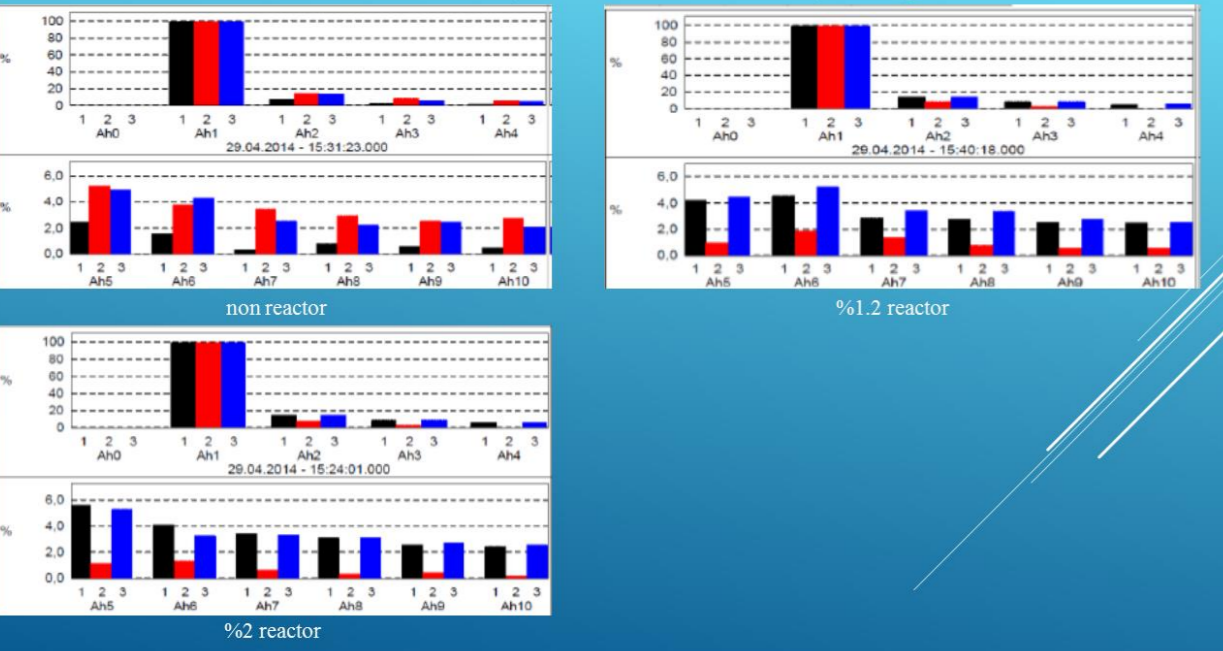 100
80
%
60
40
20
0
1 2 3 1 2 3 1 2 3 1 2 3 1 2 3
Ah0 Ah1 Ah2 Ah3 Ah4
29.04.2014 - 15:31:23.000
6,0
%
4,0
2,0
0,0
1 2 3 1 2 3 1 2 3 1 2 3 1 2 3 1 2 3
Ah5 Ah6 Ah7 Ah8 Ah9 Ah10
non reactor
100
80
%
60
40
20
0
1 2 3 1 2 3 1 2 3 1 2 3 1 2 3
Ah0 Ah1 Ah2 Ah3 Ah4
29.04.2014 - 15:40:18.000
6,0
%
4,0
2,0
0,0
1 2 3 1 2 3 1 2 3 1 2 3 1 2 3 1 2 3
Ah5 Ah6 Ah7 Ah8 Ah9 Ah10
%1.2 reactor
100
80
%
60
40
20
0
1 2 3 1 2 3 1 2 3 1 2 3 1 2 3
Ah0 Ah1 Ah2 Ah3 Ah4
29.04.2014 - 15:24:01.000
6,0
%
4,0
2,0
0,0
1 2 3 1 2 3 1 2 3 1 2 3 1 2 3 1 2 3
Ah5 Ah6 Ah7 Ah8 Ah9 Ah10
%2 reactor